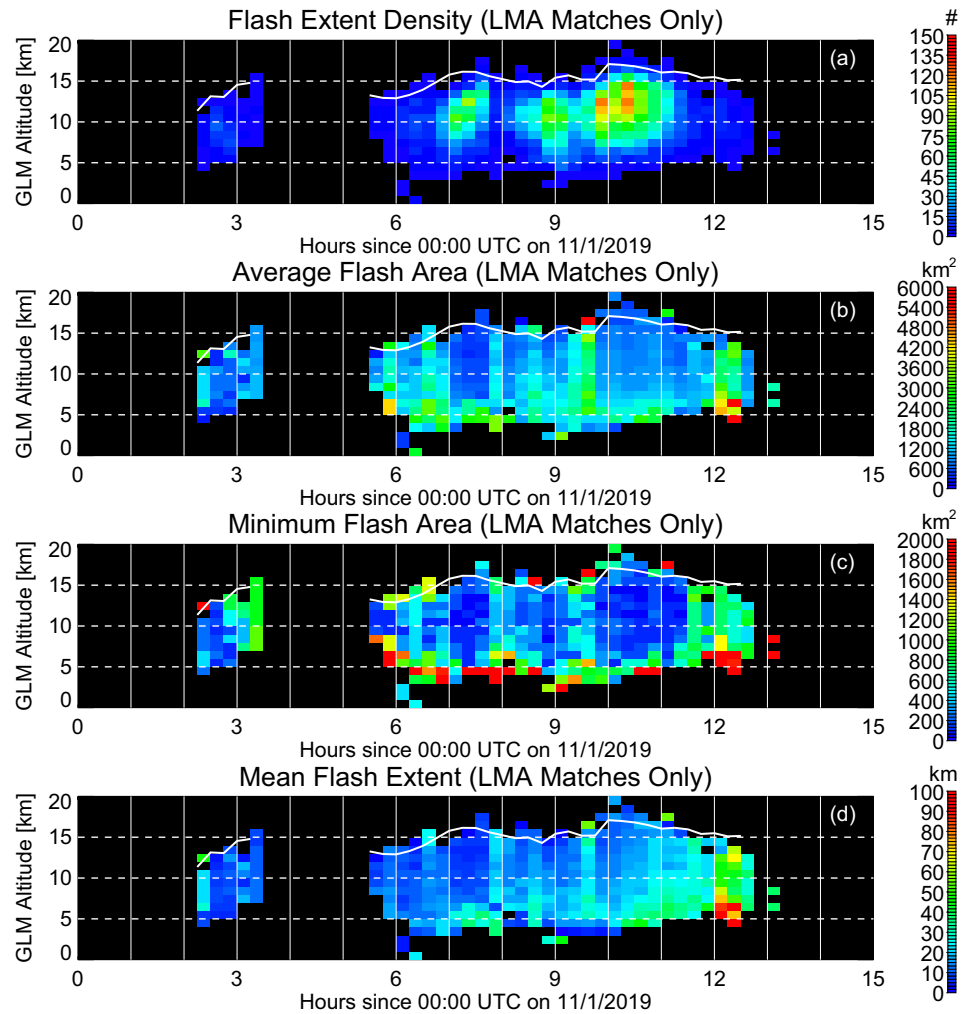 Flash Extent Density (LMA Matches Only)
#
20
15
10
5
0
GLM Altitude [km]
(a)
150
135
120
105
90
75
60
45
30
15
0
0 3 6 9 12 15
Hours since 00:00 UTC on 11/1/2019
Average Flash Area (LMA Matches Only)
km²
20
15
10
5
0
GLM Altitude [km]
(b)
6000
5400
4800
4200
3600
3000
2400
1800
1200
600
0
0 3 6 9 12 15
Hours since 00:00 UTC on 11/1/2019
Minimum Flash Area (LMA Matches Only)
km²
20
15
10
5
0
GLM Altitude [km]
(c)
2000
1800
1600
1400
1200
1000
800
600
400
200
0
0 3 6 9 12 15
Hours since 00:00 UTC on 11/1/2019
Mean Flash Extent (LMA Matches Only)
km
20
15
10
5
0
GLM Altitude [km]
(d)
100
90
80
70
60
50
40
30
20
10
0
0 3 6 9 12 15
Hours since 00:00 UTC on 11/1/2019